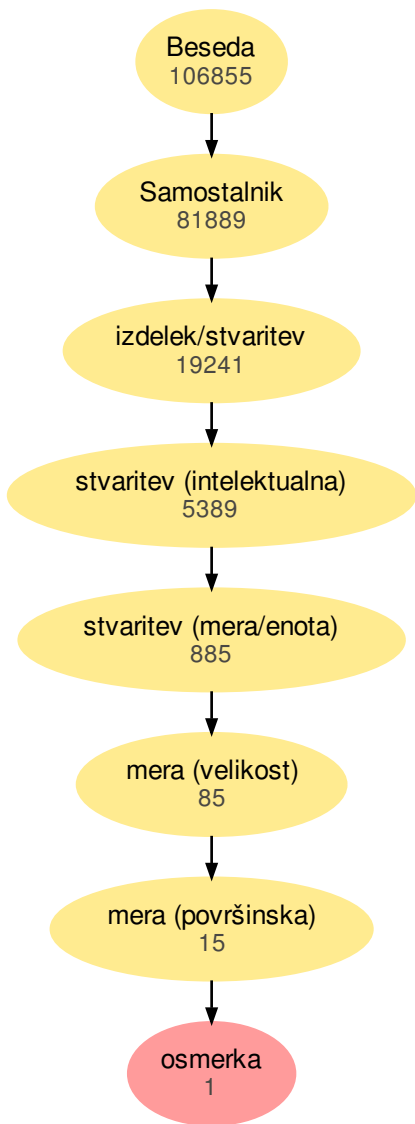 Beseda
106855
Samostalnik
81889
izdelek/stvaritev
19241
stvaritev (intelektualna)
5389
stvaritev (mera/enota)
885
mera (velikost)
85
mera (površinska)
15
osmerka
1